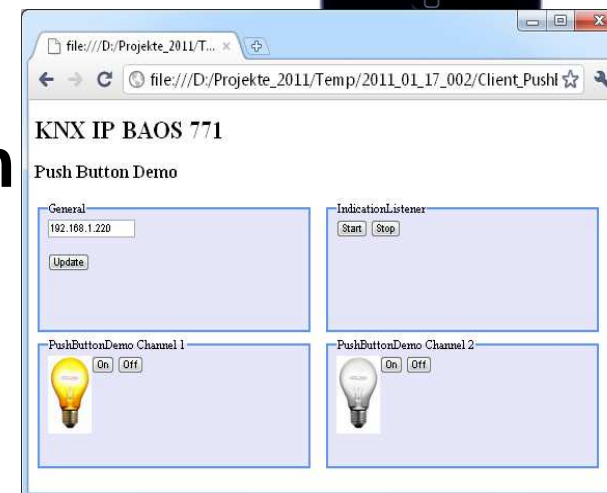 file:///D:/Projekte_2011/T...
file:///D:/Projekte_2011/Temp/2011_01_17_002/Client_Push
KNX IP BAOS 771
n
Push Button Demo
General
192.168.1.220
Update
IndicationListener
Start Stop
PushButtonDemo Channel 1
On Off
PushButtonDemo Channel 2
On Off